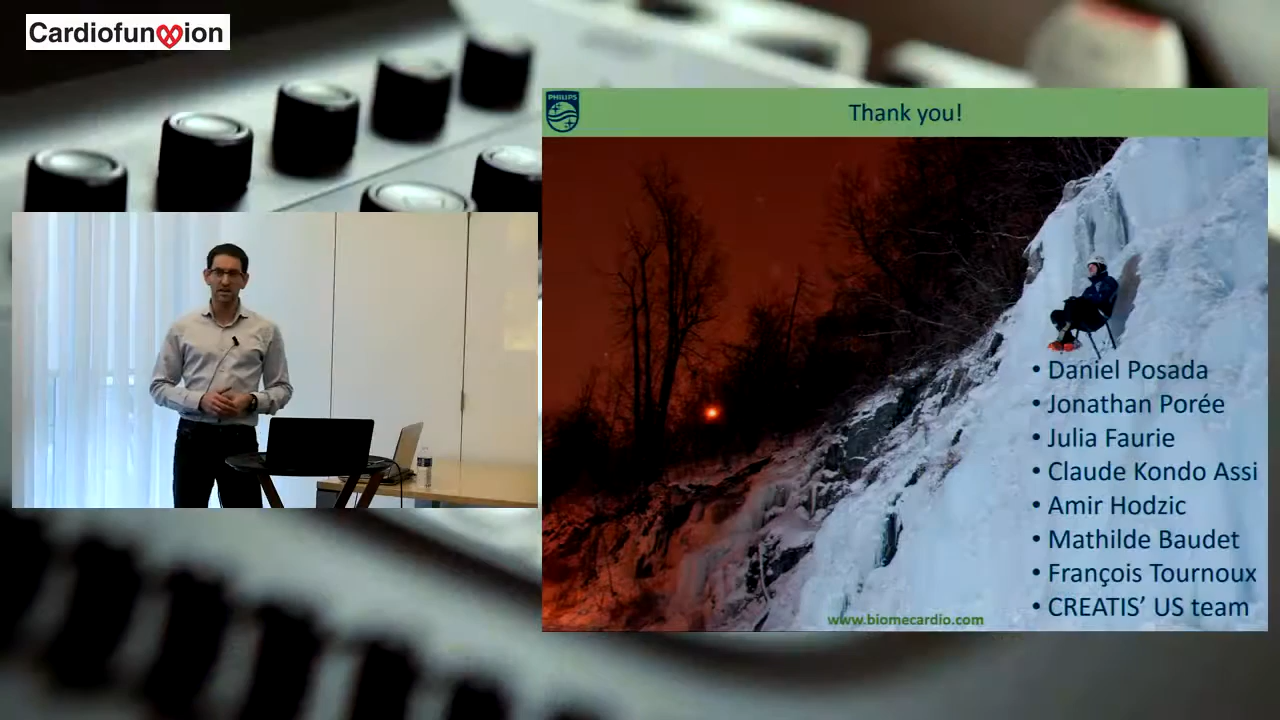 Cardiofunxion
PHILIPS
Thank you!
• Daniel Posada
• Jonathan Porée
• Julia Faurie
• Claude Kondo Assi
• Amir Hodzic
• Mathilde Baudet
• François Tournoux
• CREATIS’ US team
www.biomecardio.com